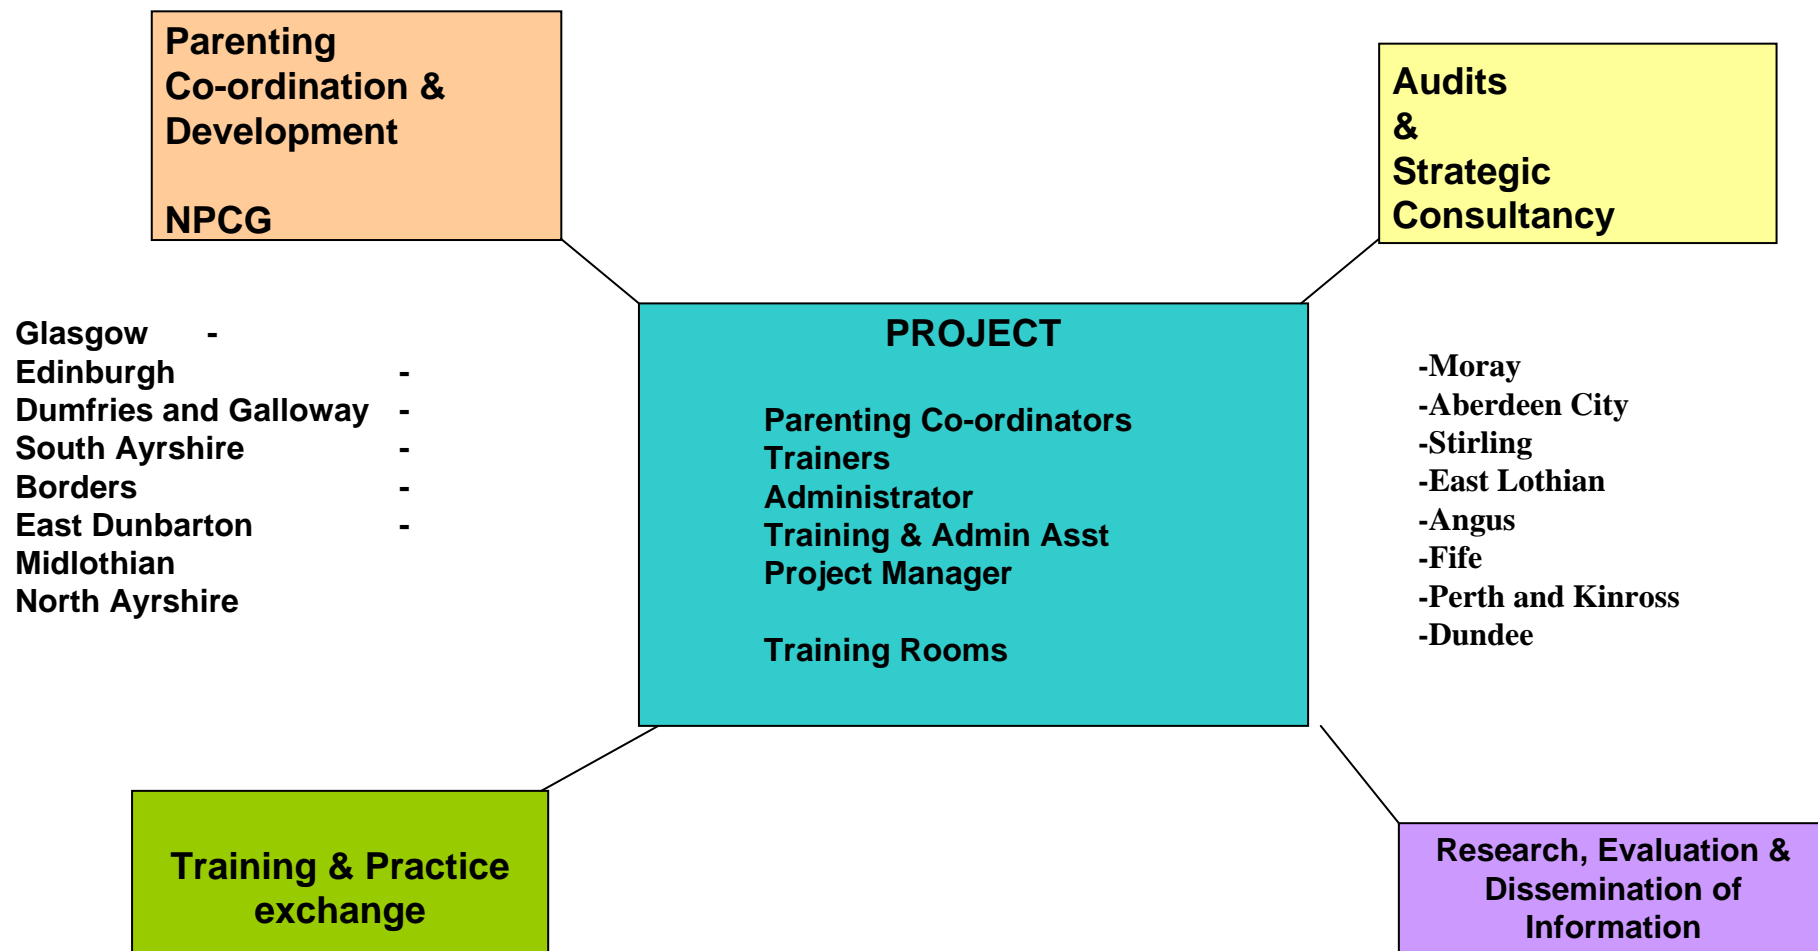 Parenting
Co-ordination &
Development
NPCG
Audits
&
Strategic
Consultancy
Glasgow -
Edinburgh -
Dumfries and Galloway -
South Ayrshire -
Borders -
East Dunbarton -
Midlothian
North Ayrshire
PROJECT
Parenting Co-ordinators
Trainers
Administrator
Training & Admin Asst
Project Manager
Training Rooms
-Moray
-Aberdeen City
-Stirling
-East Lothian
-Angus
-Fife
-Perth and Kinross
-Dundee
Training & Practice
exchange
Research, Evaluation &
Dissemination of
Information